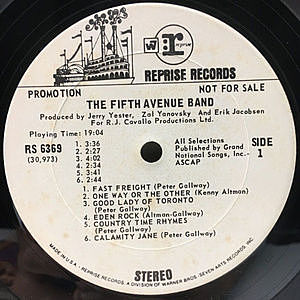 W
reprise
REPRISE RECORDS
PROMOTION
NOT FOR SALE
THE FIFTH AVENUE BAND
Produced by Jerry Yester, Zal Yanovsky And Erik Jacobsen
For R.J. Cavallo Productions Ltd.
Playing Time: 19:04
RS 6369
(30,973)
1. 3:36
2. 2:27
3. 4:02
4. 2:34
5. 3:41
6. 2:44
All Selections
Published by Grand
National Songs, Inc.-
ASCAP
SIDE
1
1. FAST FREIGHT (Peter Gallway)
2. ONE WAY OR THE OTHER (Kenny Altman)
3. GOOD LADY OF TORONTO
(Peter Gallway)
4. EDEN ROCK (Altman-Gallway)
5. COUNTRY TIME RHYMES
(Peter Gallway)
6. CALAMITY JANE (Peter Gallway)
STEREO
MADE IN U.S.A. - REPRISE RECORDS, A DIVISION OF WARNER BROS.-SEVEN ARTS RECORDS, INC.